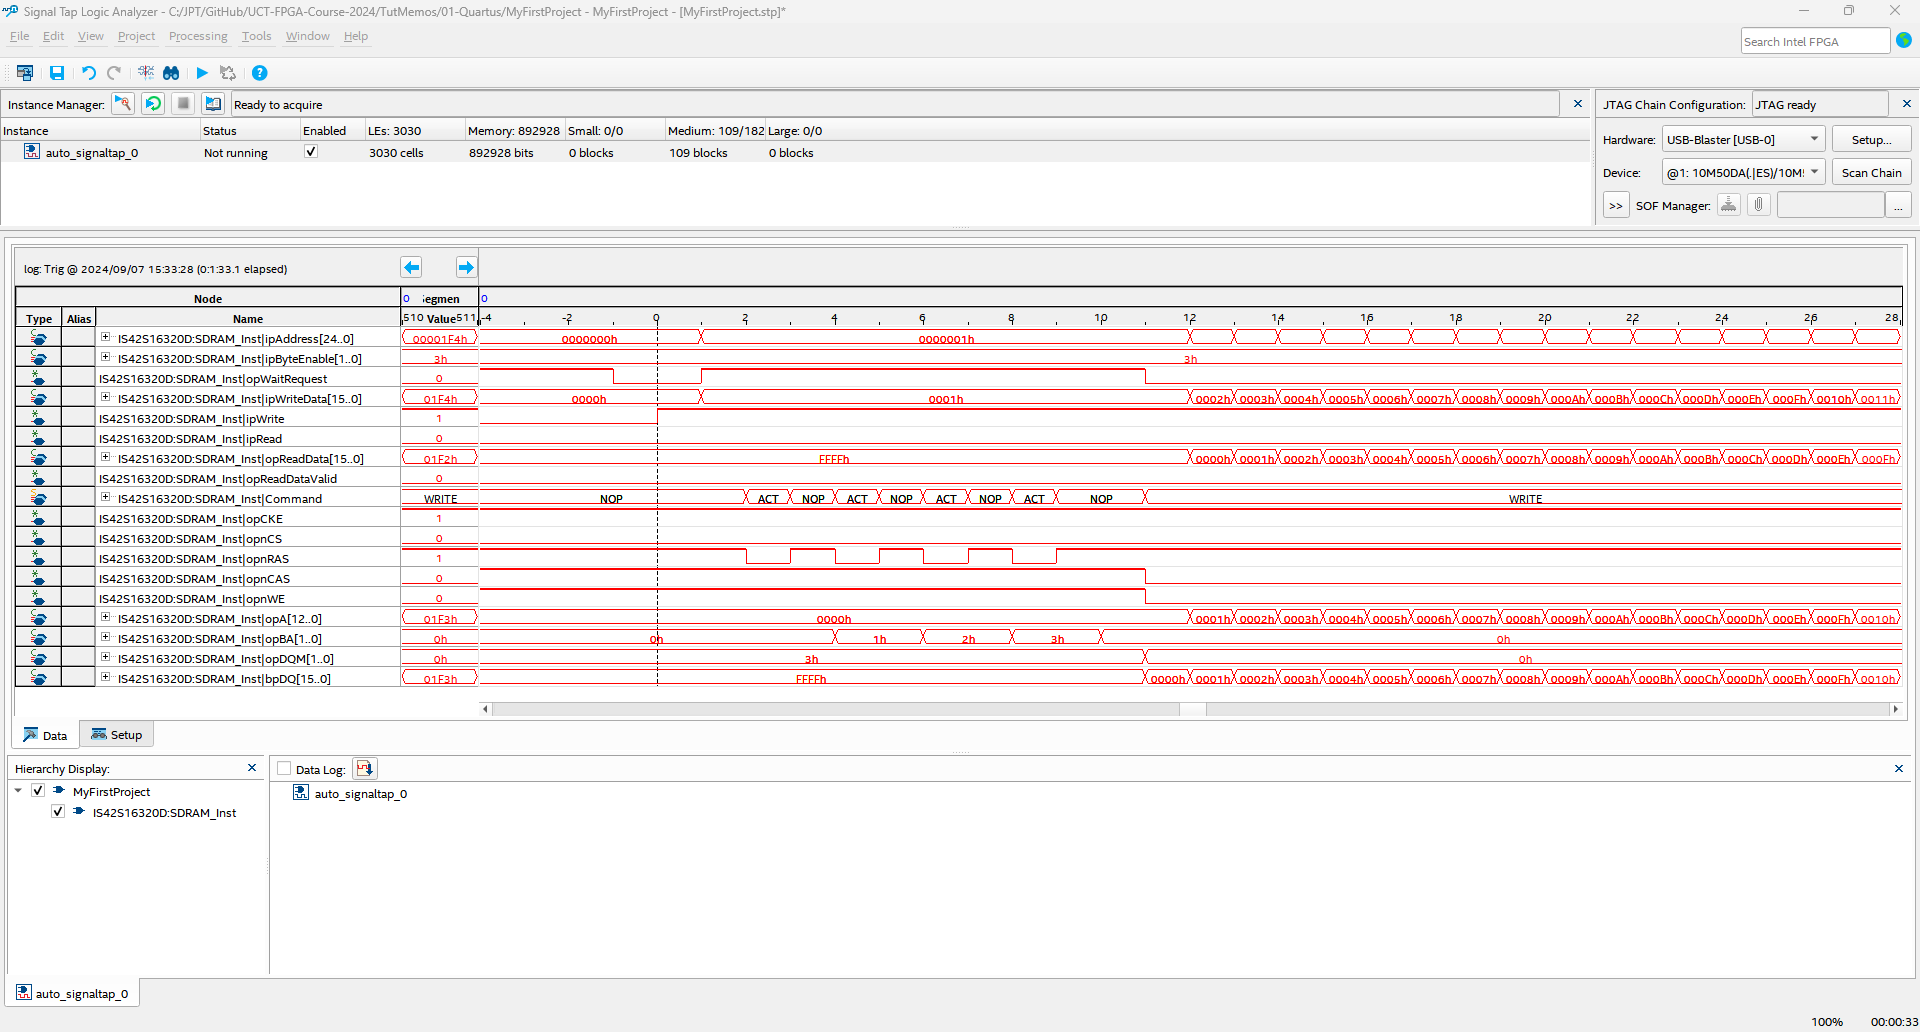 Signal Tap Logic Analyzer - C:/JPT/GitHub/UCT-FPGA-Course-2024/TutMemos/01-Quartus/MyFirstProject - MyFirstProject - [MyFirstProject.stp]*
File Edit View Project Processing Tools Window Help
Search Intel FPGA
Instance Manager: Ready to acquire
Instance Status Enabled LEs: 3030 Memory: 892928 Small: 0/0 Medium: 109/182 Large: 0/0
auto_signaltap_0 Not running 3030 cells 892928 bits 0 blocks 109 blocks 0 blocks
JTAG Chain Configuration: JTAG ready
Hardware: USB-Blaster [USB-0] Setup...
Device: @1: 10M50DA(.|ES)/10M Scan Chain
>> SOF Manager: ...
log: Trig @ 2024/09/07 15:33:28 (0:1:33.1 elapsed)
Node 0 egmen 0
Type Alias Name 510 Value 511 -4 -2 0 2 4 6 8 10 12 14 16 18 20 22 24 26 28
IS42S16320D:SDRAM_Inst|ipAddress[24..0] 00001F4h 0000000h 0000001h
IS42S16320D:SDRAM_Inst|ipByteEnable[1..0] 3h 3h
IS42S16320D:SDRAM_Inst|opWaitRequest 0
IS42S16320D:SDRAM_Inst|ipWriteData[15..0] 01F4h 0000h 0001h 0002h 0003h 0004h 0005h 0006h 0007h 0008h 0009h 000Ah 000Bh 000Ch 000Dh 000Eh 000Fh 0010h 0011h
IS42S16320D:SDRAM_Inst|ipWrite 1
IS42S16320D:SDRAM_Inst|ipRead 0
IS42S16320D:SDRAM_Inst|opReadData[15..0] 01F2h FFFFh 0000h 0001h 0002h 0003h 0004h 0005h 0006h 0007h 0008h 0009h 000Ah 000Bh 000Ch 000Dh 000Eh 000Fh
IS42S16320D:SDRAM_Inst|opReadDataValid 0
IS42S16320D:SDRAM_Inst|Command WRITE NOP ACT NOP ACT NOP ACT NOP ACT NOP WRITE
IS42S16320D:SDRAM_Inst|opCKE 1
IS42S16320D:SDRAM_Inst|opnCS 0
IS42S16320D:SDRAM_Inst|opnRAS 1
IS42S16320D:SDRAM_Inst|opnCAS 0
IS42S16320D:SDRAM_Inst|opnWE 0
IS42S16320D:SDRAM_Inst|opA[12..0] 01F3h 0000h 0001h 0002h 0003h 0004h 0005h 0006h 0007h 0008h 0009h 000Ah 000Bh 000Ch 000Dh 000Eh 000Fh 0010h
IS42S16320D:SDRAM_Inst|opBA[1..0] 0h 0h 1h 2h 3h 0h
IS42S16320D:SDRAM_Inst|opDQM[1..0] 0h 3h 0h
IS42S16320D:SDRAM_Inst|bpDQ[15..0] 01F3h FFFFh 0000h 0001h 0002h 0003h 0004h 0005h 0006h 0007h 0008h 0009h 000Ah 000Bh 000Ch 000Dh 000Eh 000Fh 0010h
Data Setup
Hierarchy Display:
MyFirstProject
IS42S16320D:SDRAM_Inst
Data Log:
auto_signaltap_0
auto_signaltap_0
100% 00:00:33